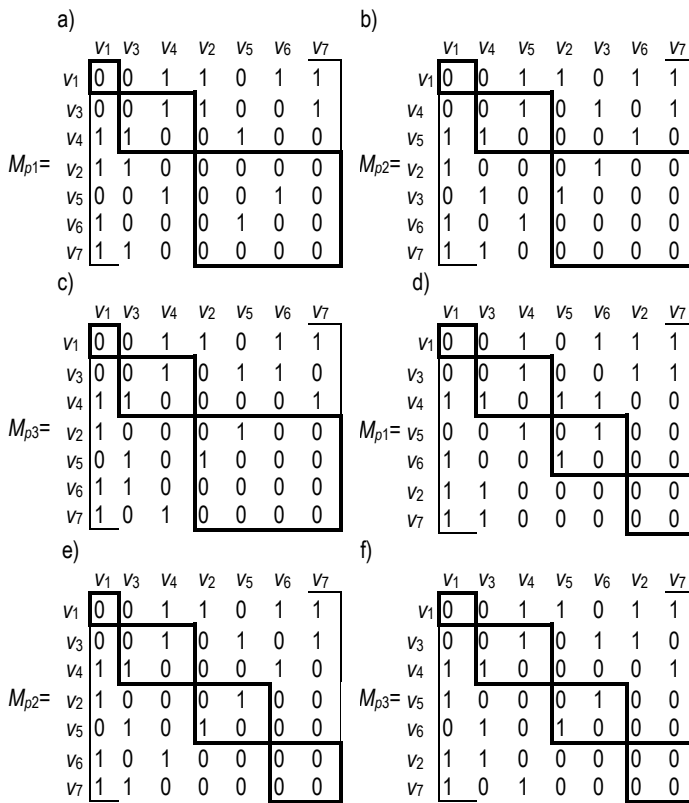 a)
v1 v3 v4 v2 v5 v6 v7
v1 0 0 1 1 0 1 1
v3 0 0 1 1 0 0 1
v4 1 1 0 0 1 0 0
Mp1= v2 1 1 0 0 0 0 0
v5 0 0 1 0 0 1 0
v6 1 0 0 0 1 0 0
v7 1 1 0 0 0 0 0
b)
v1 v4 v5 v2 v3 v6 v7
v1 0 0 1 1 0 1 1
v4 0 0 1 0 1 0 1
v5 1 1 0 0 0 1 0
Mp2= v2 1 0 0 0 1 0 0
v3 0 1 0 1 0 0 0
v6 1 0 1 0 0 0 0
v7 1 1 0 0 0 0 0
c)
v1 v3 v4 v2 v5 v6 v7
v1 0 0 1 1 0 1 1
v3 0 0 1 0 1 1 0
v4 1 1 0 0 0 0 1
Mp3= v2 1 0 0 0 1 0 0
v5 0 1 0 1 0 0 0
v6 1 1 0 0 0 0 0
v7 1 0 1 0 0 0 0
d)
v1 v3 v4 v5 v6 v2 v7
v1 0 0 1 0 1 1 1
v3 0 0 1 0 0 1 1
v4 1 1 0 1 1 0 0
Mp1= v5 0 0 1 0 1 0 0
v6 1 0 0 1 0 0 0
v2 1 1 0 0 0 0 0
v7 1 1 0 0 0 0 0
e)
v1 v3 v4 v2 v5 v6 v7
v1 0 0 1 1 0 1 1
v3 0 0 1 0 1 0 1
v4 1 1 0 0 0 1 0
Mp2= v2 1 0 0 0 1 0 0
v5 0 1 0 1 0 0 0
v6 1 0 1 0 0 0 0
v7 1 1 0 0 0 0 0
f)
v1 v3 v4 v5 v6 v2 v7
v1 0 0 1 1 0 1 1
v3 0 0 1 0 1 1 0
v4 1 1 0 0 0 0 1
Mp3= v5 1 0 0 0 1 0 0
v6 0 1 0 1 0 0 0
v2 1 1 0 0 0 0 0
v7 1 0 1 0 0 0 0